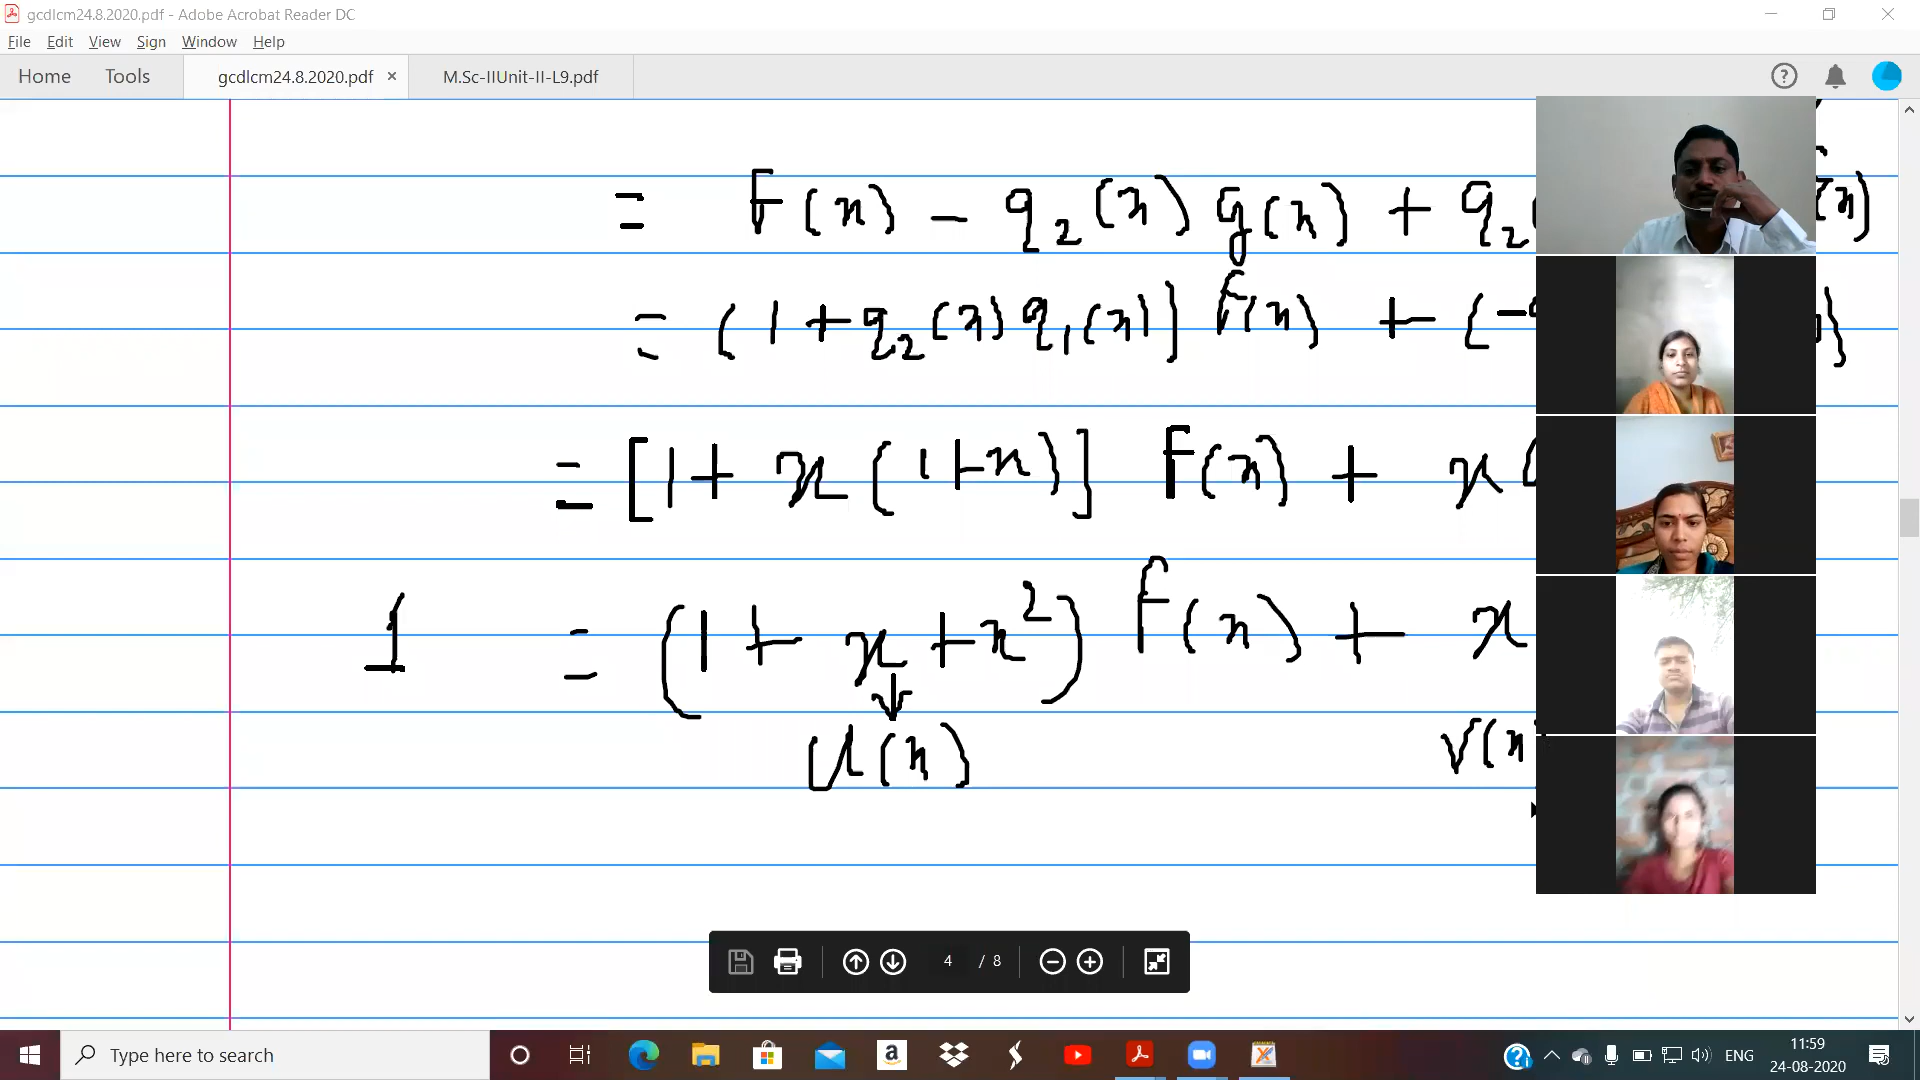 gcdlcm24.8.2020.pdf - Adobe Acrobat Reader DC
File Edit View Sign Window Help
Home Tools gcdlcm24.8.2020.pdf × M.Sc-IIUnit-II-L9.pdf
= F(x) - q₂(x) g(x) + q₂
= (1 + q₂(x) q₁(x)] F(x) + (-
= [1 + x (1+x)] F(x) + x
1 = (1 + x + x²) F(x) + x
U(x) V(x
4 / 8
Type here to search
ENG
11:59
24-08-2020